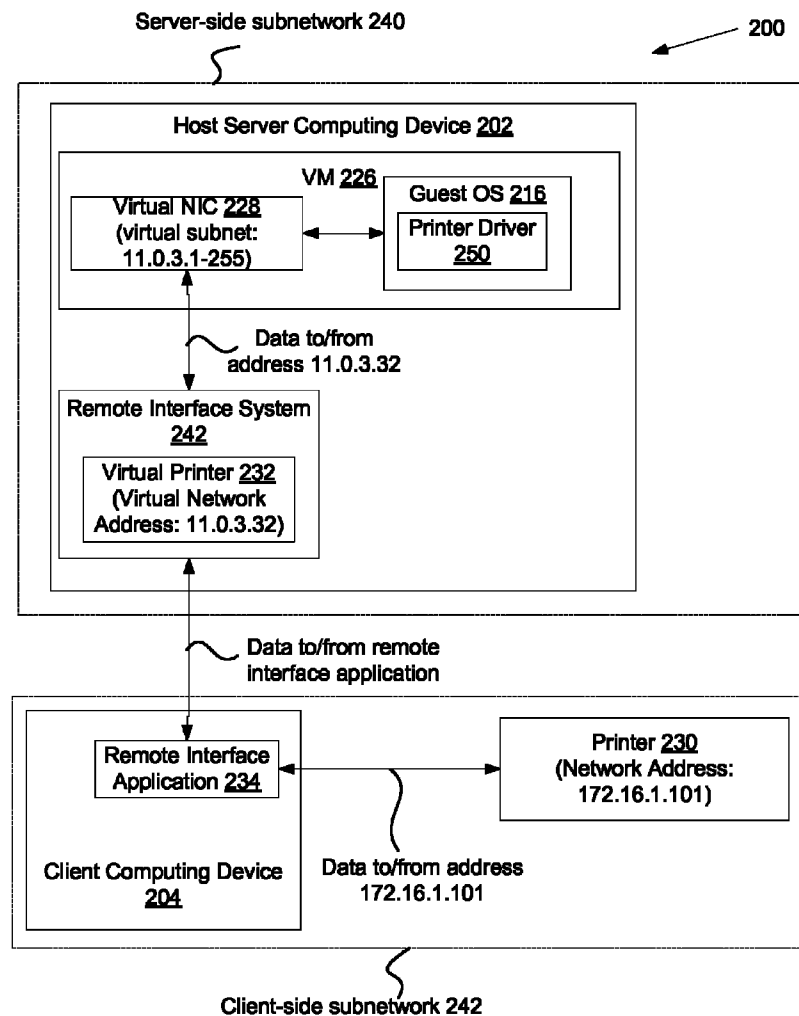 Server-side subnetwork 240
200
Host Server Computing Device 202
VM 226
Virtual NIC 228
(virtual subnet:
11.0.3.1-255)
Guest OS 216
Printer Driver
250
Data to/from
address 11.0.3.32
Remote Interface System
242
Virtual Printer 232
(Virtual Network
Address: 11.0.3.32)
Data to/from remote
interface application
Remote Interface
Application 234
Printer 230
(Network Address:
172.16.1.101)
Client Computing Device
204
Data to/from address
172.16.1.101
Client-side subnetwork 242